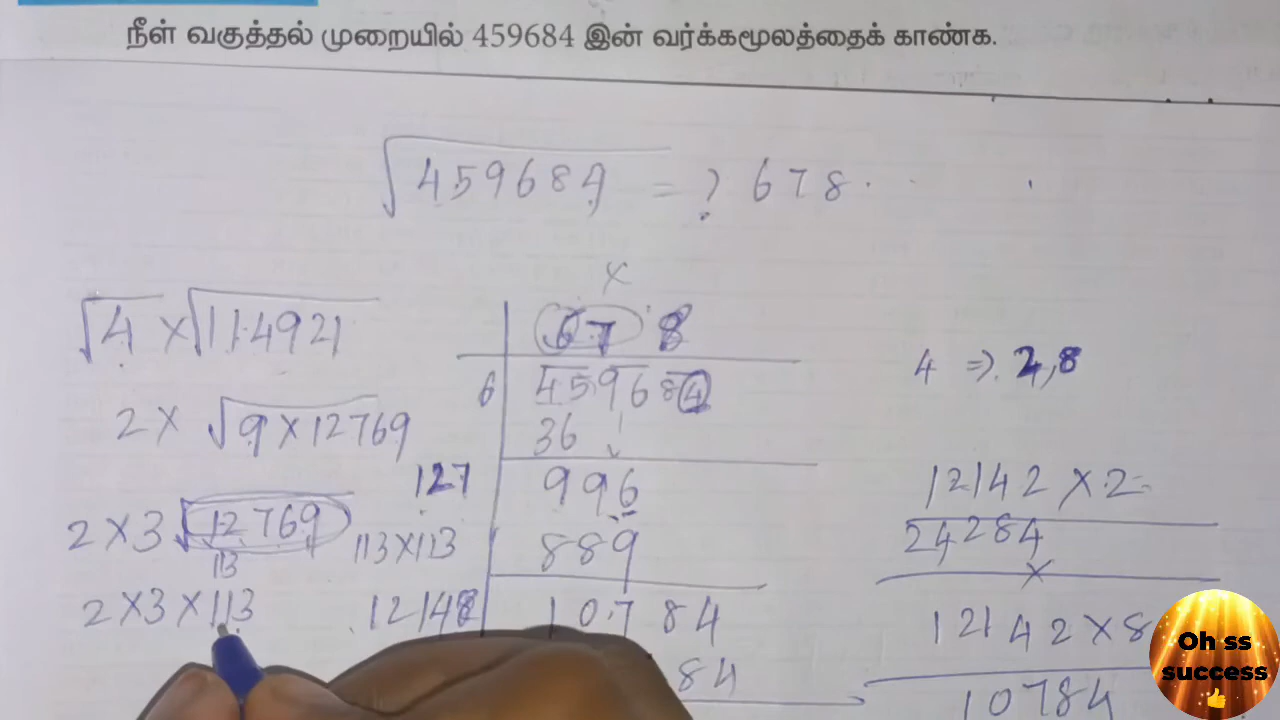 நீள் வகுத்தல் முறையில் 459684 இன் வர்க்கமூலத்தைக் காண்க.
√459684 = ? 678
x
√4 x √114921
678
6 459684
4 => 2,8
2 x √9 x 12769
36
127
996
12142 x 2=
2 x 3 √12769
113 x 113
889
24284
x
113
2 x 3 x 113
12148
10784
12142 x 8
84
10784
Oh ss
success